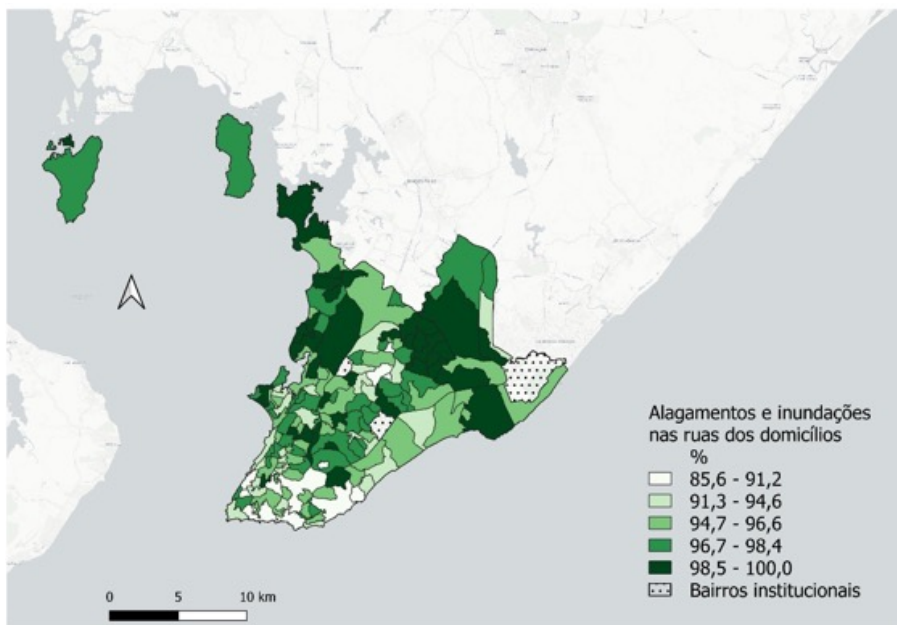 Alagamentos e inundações
nas ruas dos domicílios
%
85,6 - 91,2
91,3 - 94,6
94,7 - 96,6
96,7 - 98,4
98,5 - 100,0
Bairros institucionais
0 5 10 km